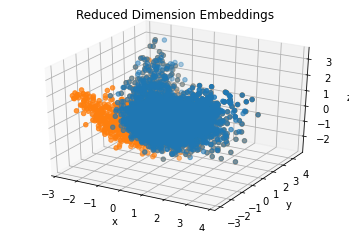 Reduced Dimension Embeddings
3
2
1
0
−1
−2
z
−3 −2 −1 0 1 2 3 4
x
−3 −2 −1 0 1 2 3 4
y